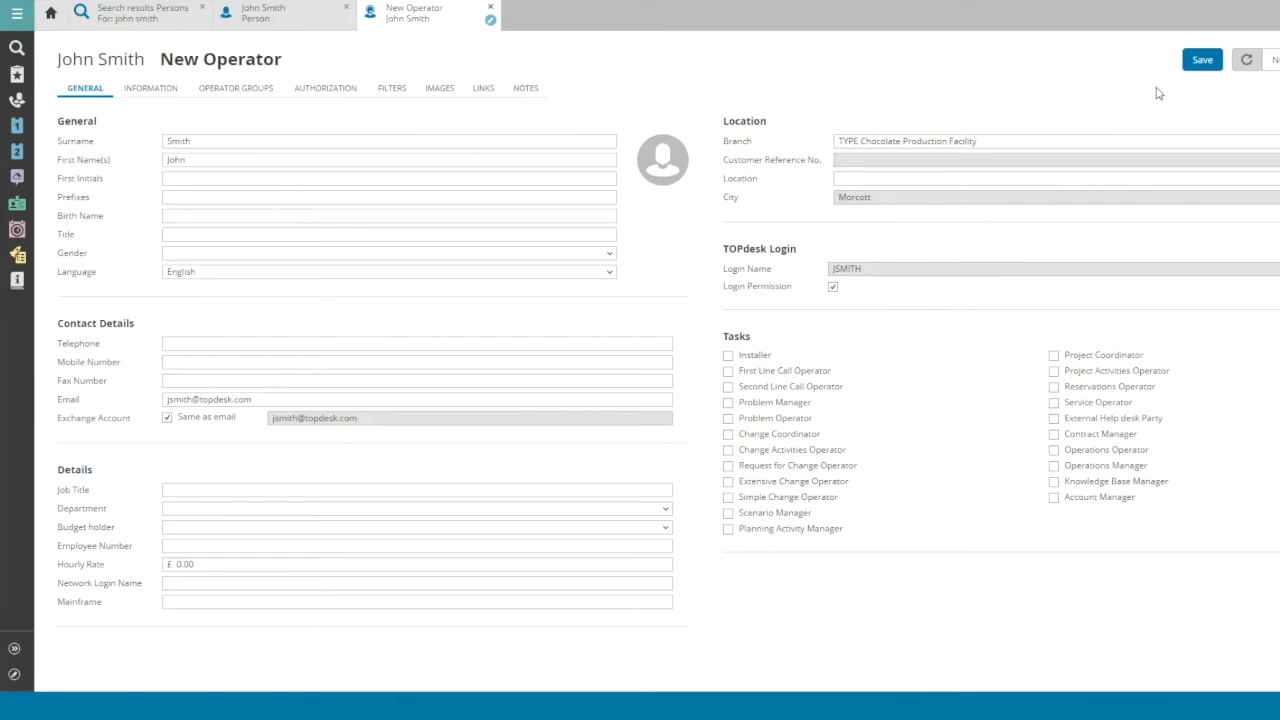 Search results Persons
For: john smith
John Smith
Person
New Operator
John Smith
John Smith New Operator
Save
GENERAL INFORMATION OPERATOR GROUPS AUTHORIZATION FILTERS IMAGES LINKS NOTES
General
Surname Smith
First Name(s) John
First Initials
Prefixes
Birth Name
Title
Gender
Language English
Contact Details
Telephone
Mobile Number
Fax Number
Email jsmith@topdesk.com
Exchange Account Same as email jsmith@topdesk.com
Details
Job Title
Department
Budget holder
Employee Number
Hourly Rate £ 0.00
Network Login Name
Mainframe
Location
Branch TYPE Chocolate Production Facility
Customer Reference No.
Location
City Morcott
TOPdesk Login
Login Name JSMITH
Login Permission
Tasks
Installer
First Line Call Operator
Second Line Call Operator
Problem Manager
Problem Operator
Change Coordinator
Change Activities Operator
Request for Change Operator
Extensive Change Operator
Simple Change Operator
Scenario Manager
Planning Activity Manager
Project Coordinator
Project Activities Operator
Reservations Operator
Service Operator
External Help desk Party
Contract Manager
Operations Operator
Operations Manager
Knowledge Base Manager
Account Manager